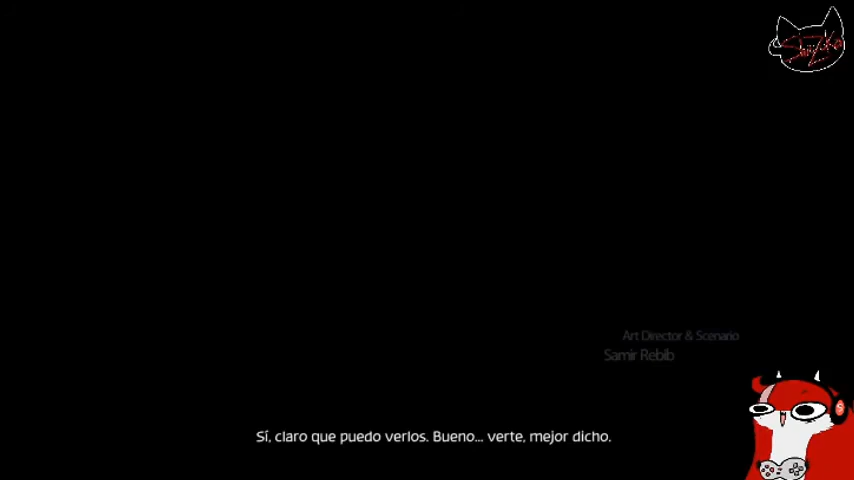 Art Director & Scenario
Samir Rebib
Sí, claro que puedo verlos. Bueno... verte, mejor dicho.